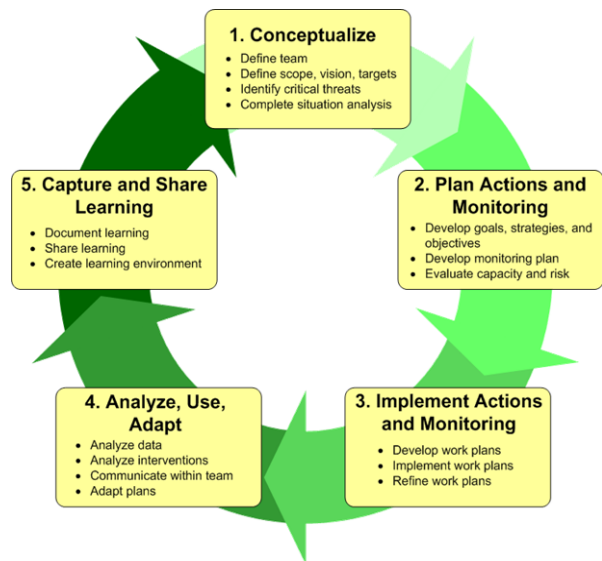 1. Conceptualize
• Define team
• Define scope, vision, targets
• Identify critical threats
• Complete situation analysis
2. Plan Actions and
Monitoring
• Develop goals, strategies, and
objectives
• Develop monitoring plan
• Evaluate capacity and risk
3. Implement Actions
and Monitoring
• Develop work plans
• Implement work plans
• Refine work plans
4. Analyze, Use,
Adapt
• Analyze data
• Analyze interventions
• Communicate within team
• Adapt plans
5. Capture and Share
Learning
• Document learning
• Share learning
• Create learning environment